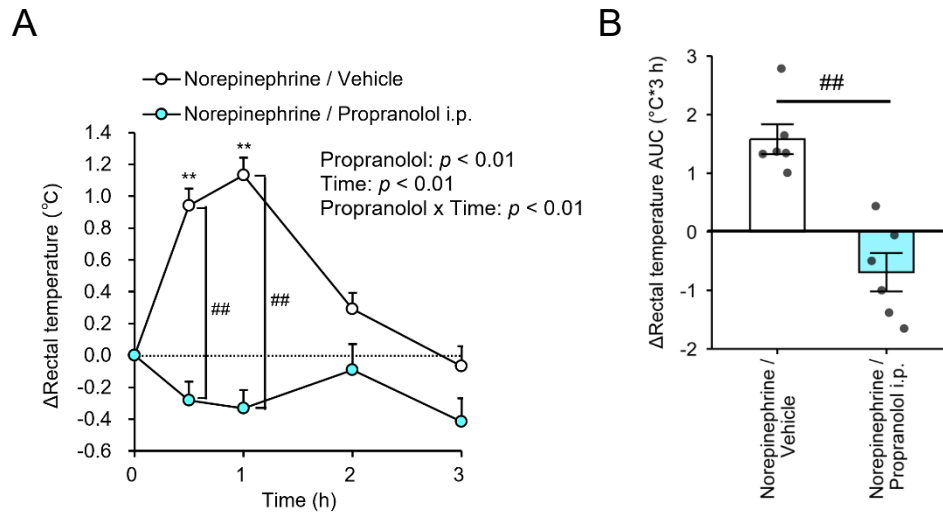 A
Norepinephrine / Vehicle
Norepinephrine / Propranolol i.p.
1.4
1.2
1.0
0.8
0.6
0.4
0.2
0.0
-0.2
-0.4
-0.6
ΔRectal temperature (℃)
**
**
##
##
Propranolol: p < 0.01
Time: p < 0.01
Propranolol x Time: p < 0.01
0
1
2
3
Time (h)
B
3
2
1
0
-1
-2
ΔRectal temperature AUC (°C*3 h)
##
Norepinephrine /
Vehicle
Norepinephrine /
Propranolol i.p.